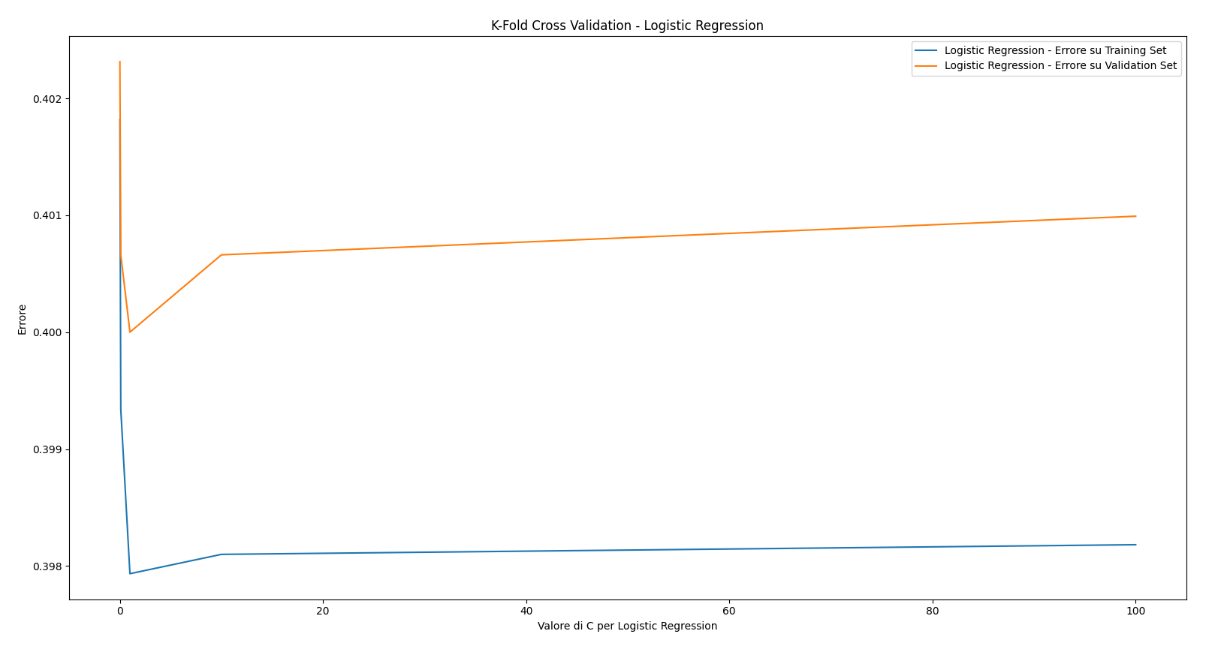 K-Fold Cross Validation - Logistic Regression
Logistic Regression - Errore su Training Set
Logistic Regression - Errore su Validation Set
0.402
0.401
0.400
0.399
0.398
Errore
0 20 40 60 80 100
Valore di C per Logistic Regression